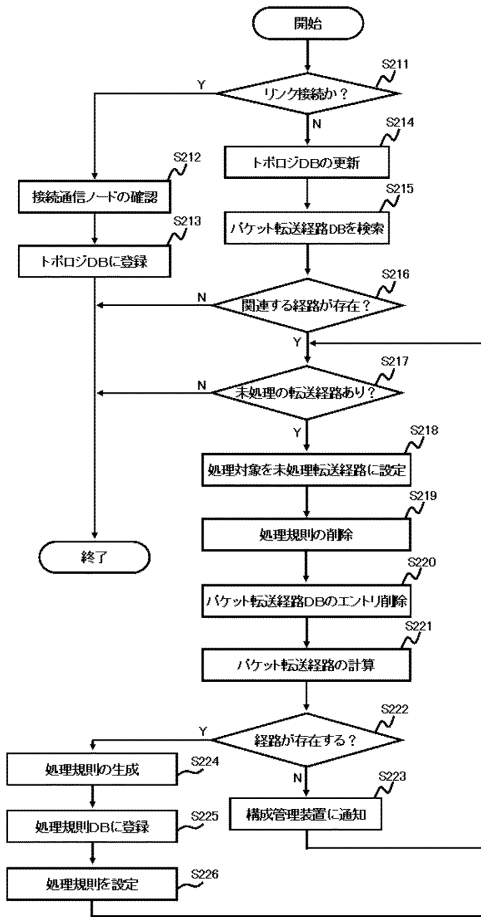 開始
S211
リンク接続か？
Y
N
S214
トポロジDBの更新
S212
接続通信ノードの確認
S215
パケット転送経路DBを検索
S213
トポロジDBに登録
S216
関連する経路が存在？
N
Y
S217
未処理の転送経路あり？
N
Y
S218
処理対象を未処理転送経路に設定
S219
処理規則の削除
終了
S220
パケット転送経路DBのエントリ削除
S221
パケット転送経路の計算
S222
経路が存在する？
Y
N
S224
処理規則の生成
S223
構成管理装置に通知
S225
処理規則DBに登録
S226
処理規則を設定